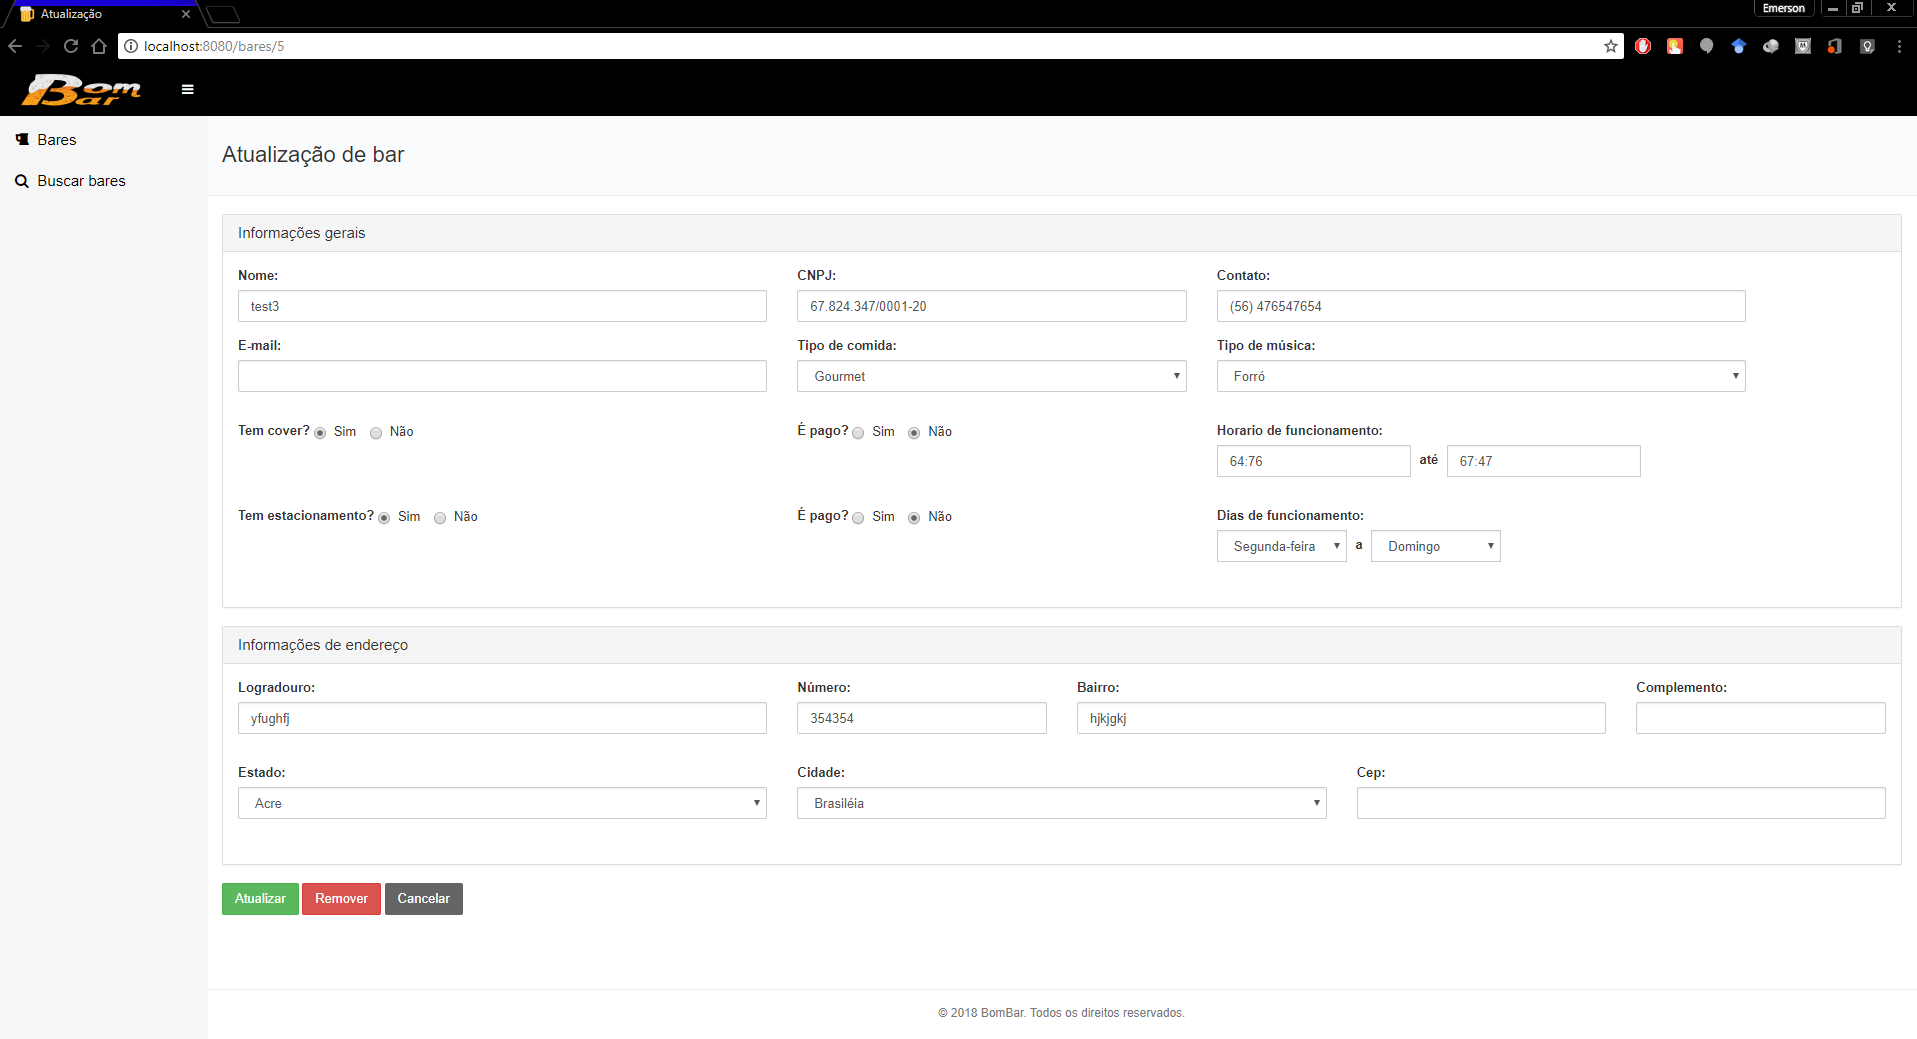 Atualização
Emerson
localhost:8080/bares/5
Bom
Bar
Bares
Buscar bares
Atualização de bar
Informações gerais
Nome: CNPJ: Contato:
test3 67.824.347/0001-20 (56) 476547654
E-mail: Tipo de comida: Tipo de música:
Gourmet Forró
Tem cover? Sim Não É pago? Sim Não Horario de funcionamento:
64:76 até 67:47
Tem estacionamento? Sim Não É pago? Sim Não Dias de funcionamento:
Segunda-feira a Domingo
Informações de endereço
Logradouro: Número: Bairro: Complemento:
yfughfj 354354 hjkjgkj
Estado: Cidade: Cep:
Acre Brasiléia
Atualizar Remover Cancelar
© 2018 BomBar. Todos os direitos reservados.